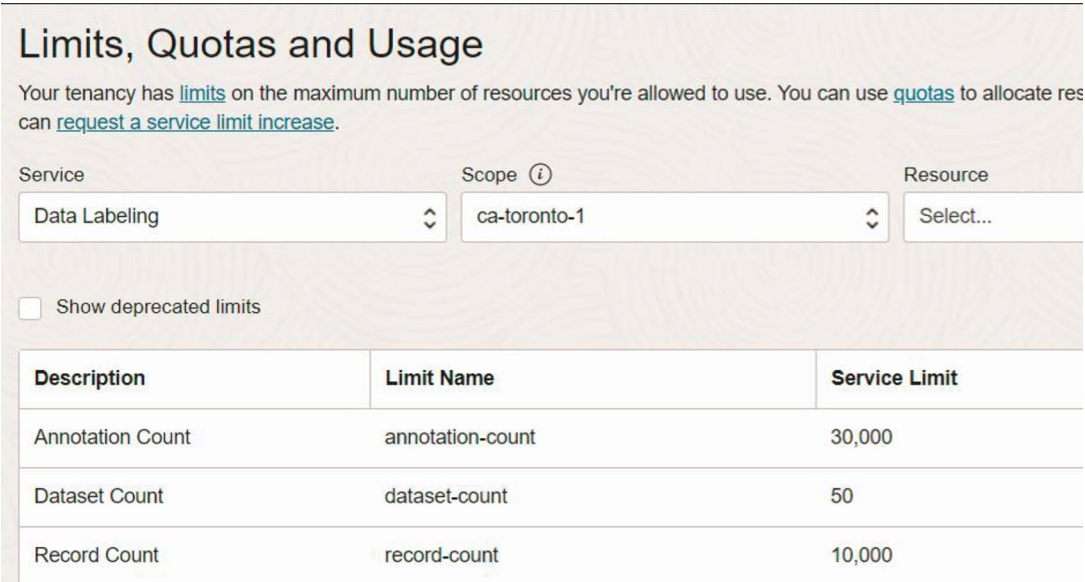 Limits, Quotas and Usage
Your tenancy has limits on the maximum number of resources you're allowed to use. You can use quotas to allocate
can request a service limit increase.
Service Scope Resource
Data Labeling ca-toronto-1 Select...
Show deprecated limits
Description Limit Name Service Limit
Annotation Count annotation-count 30,000
Dataset Count dataset-count 50
Record Count record-count 10,000